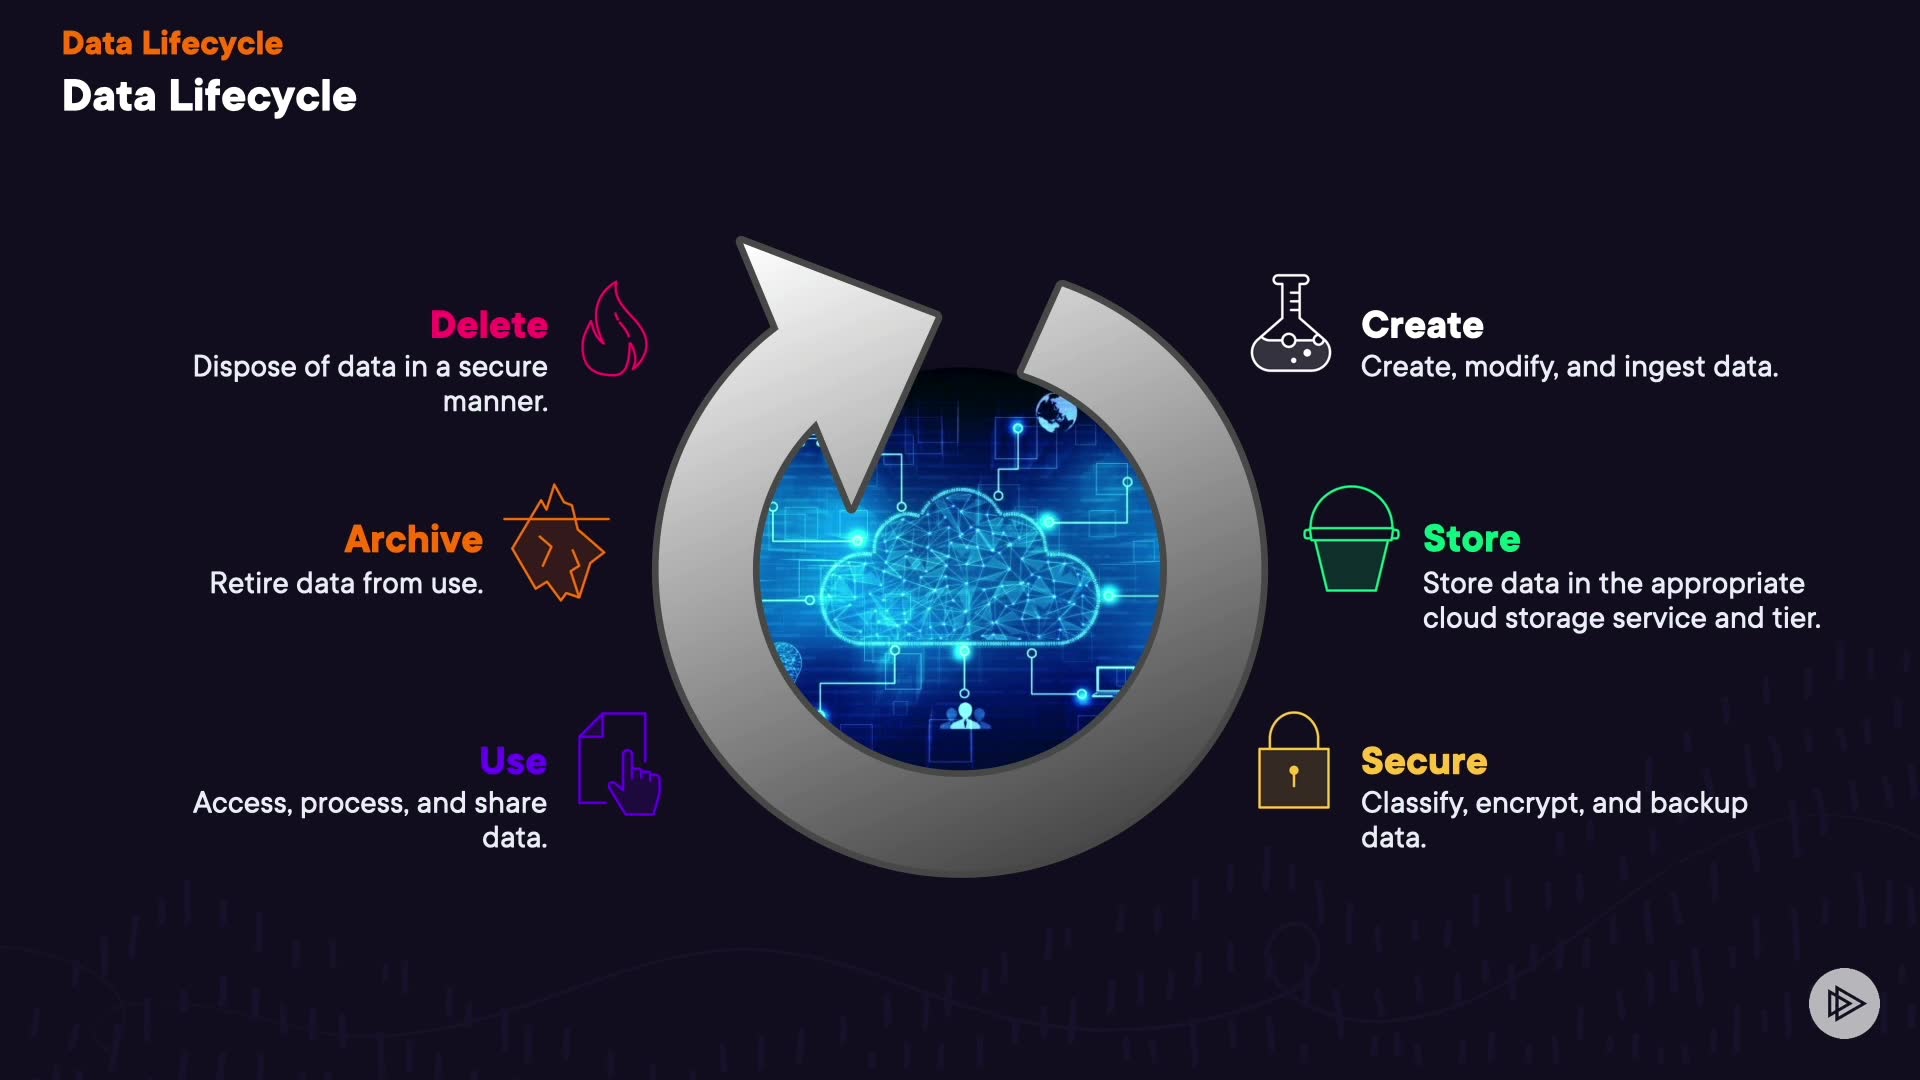 Data Lifecycle
Data Lifecycle
Delete
Dispose of data in a secure
manner.
Archive
Retire data from use.
Use
Access, process, and share
data.
Create
Create, modify, and ingest data.
Store
Store data in the appropriate
cloud storage service and tier.
Secure
Classify, encrypt, and backup
data.